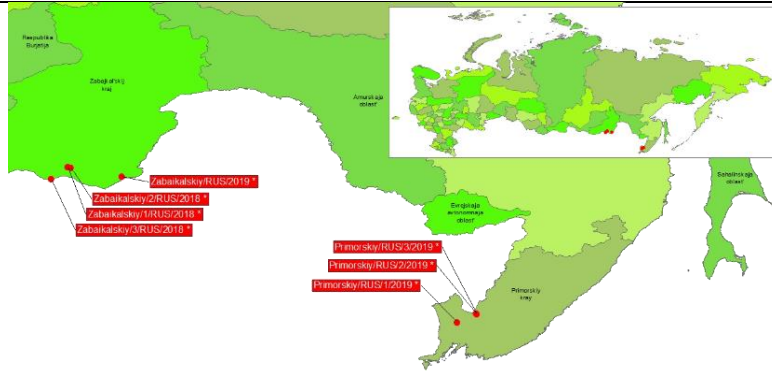 Respublika
Burjatija
Zabajkal'skij
kraj
Amurskaja
oblast'
Evrejskaja
avtonomnaja
oblast'
Sahalinskaja
oblast'
Primorskiy
kray
Zabaikalskiy/RUS/2019 *
Zabaikalskiy/2/RUS/2018 *
Zabaikalskiy/1/RUS/2018 *
Zabaikalskiy/3/RUS/2018 *
Primorskiy/RUS/3/2019 *
Primorskiy/RUS/2/2019 *
Primorskiy/RUS/1/2019 *